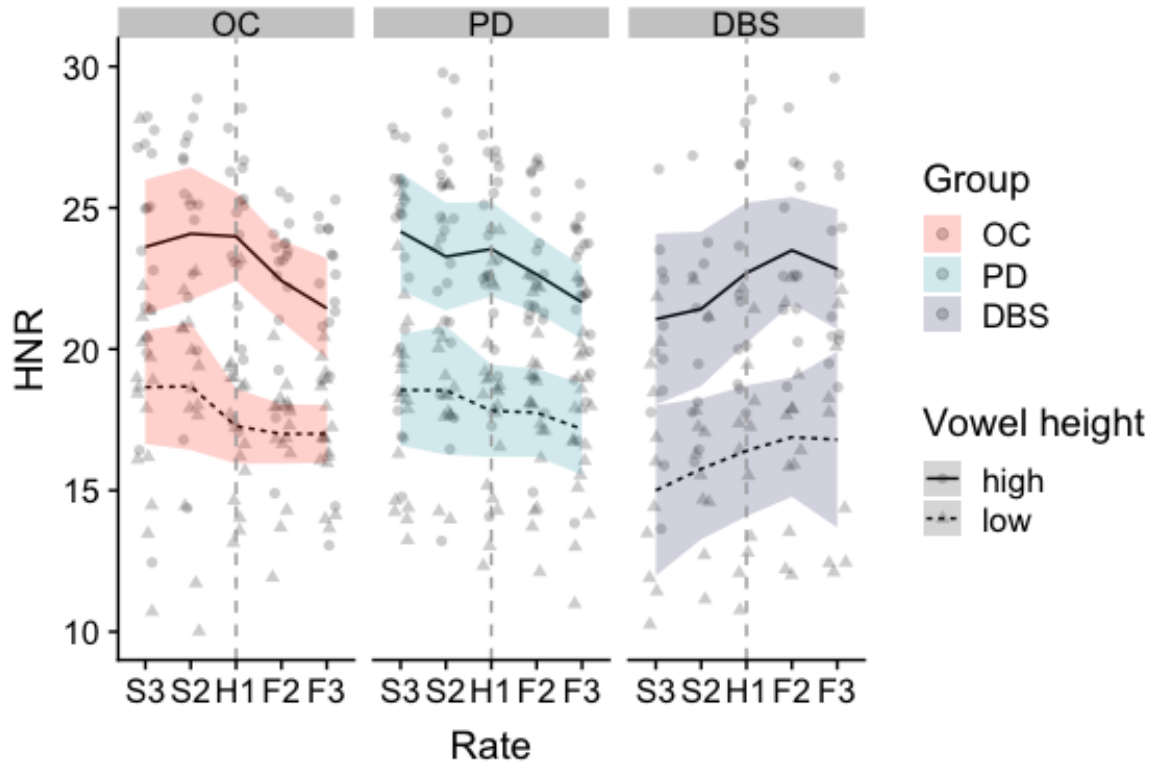 OC PD DBS
30
25
20
15
10
HNR
S3 S2 H1 F2 F3 S3 S2 H1 F2 F3 S3 S2 H1 F2 F3
Rate
Group
OC
PD
DBS
Vowel height
high
low